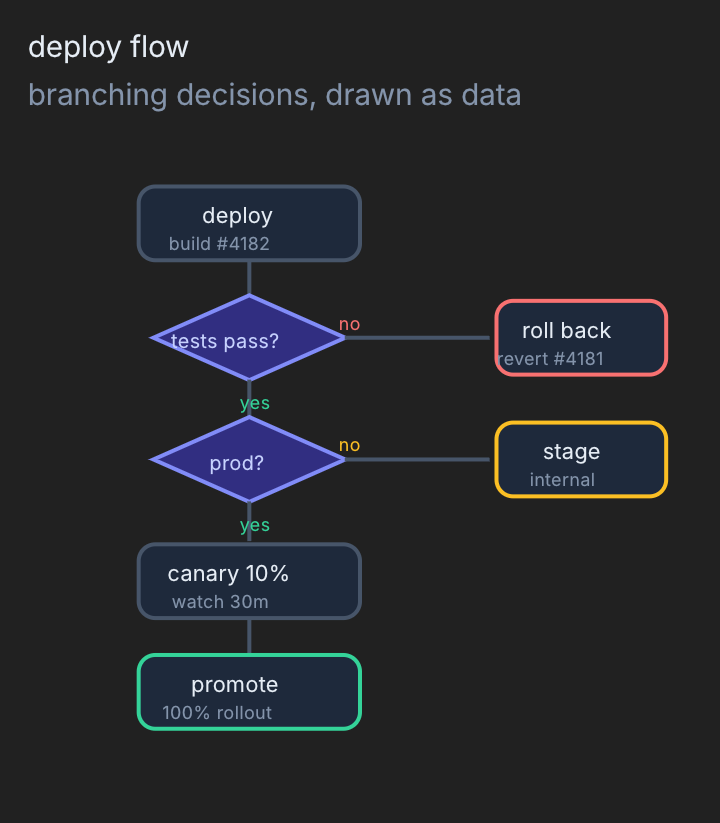 deploy flow
branching decisions, drawn as data
deploy
build #4182
tests pass?
no
roll back
revert #4181
yes
prod?
no
stage
internal
yes
canary 10%
watch 30m
promote
100% rollout